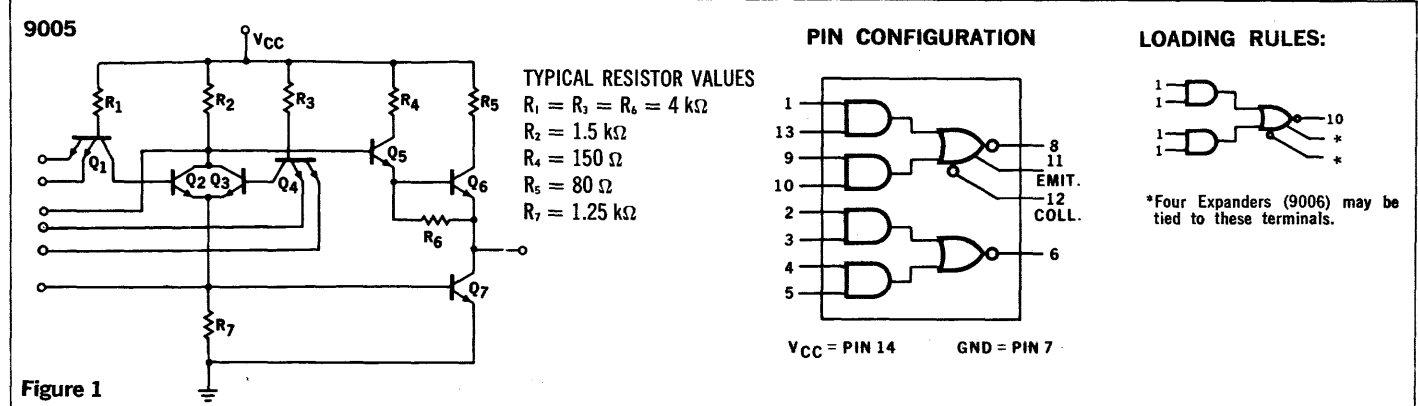 9005
VCC
R1
R2
R3
R4
R5
Q1
Q2 Q3
Q4
Q5
Q6
R6
Q7
R7
Figure 1
TYPICAL RESISTOR VALUES
R₁ = R₃ = R₆ = 4 kΩ
R₂ = 1.5 kΩ
R₄ = 150 Ω
R₅ = 80 Ω
R₇ = 1.25 kΩ
PIN CONFIGURATION
1
13
9
10
2
3
4
5
8
11
EMIT.
12
COLL.
6
VCC = PIN 14 GND = PIN 7
LOADING RULES:
1
1
1
1
10
*
*
*Four Expanders (9006) may be
tied to these terminals.